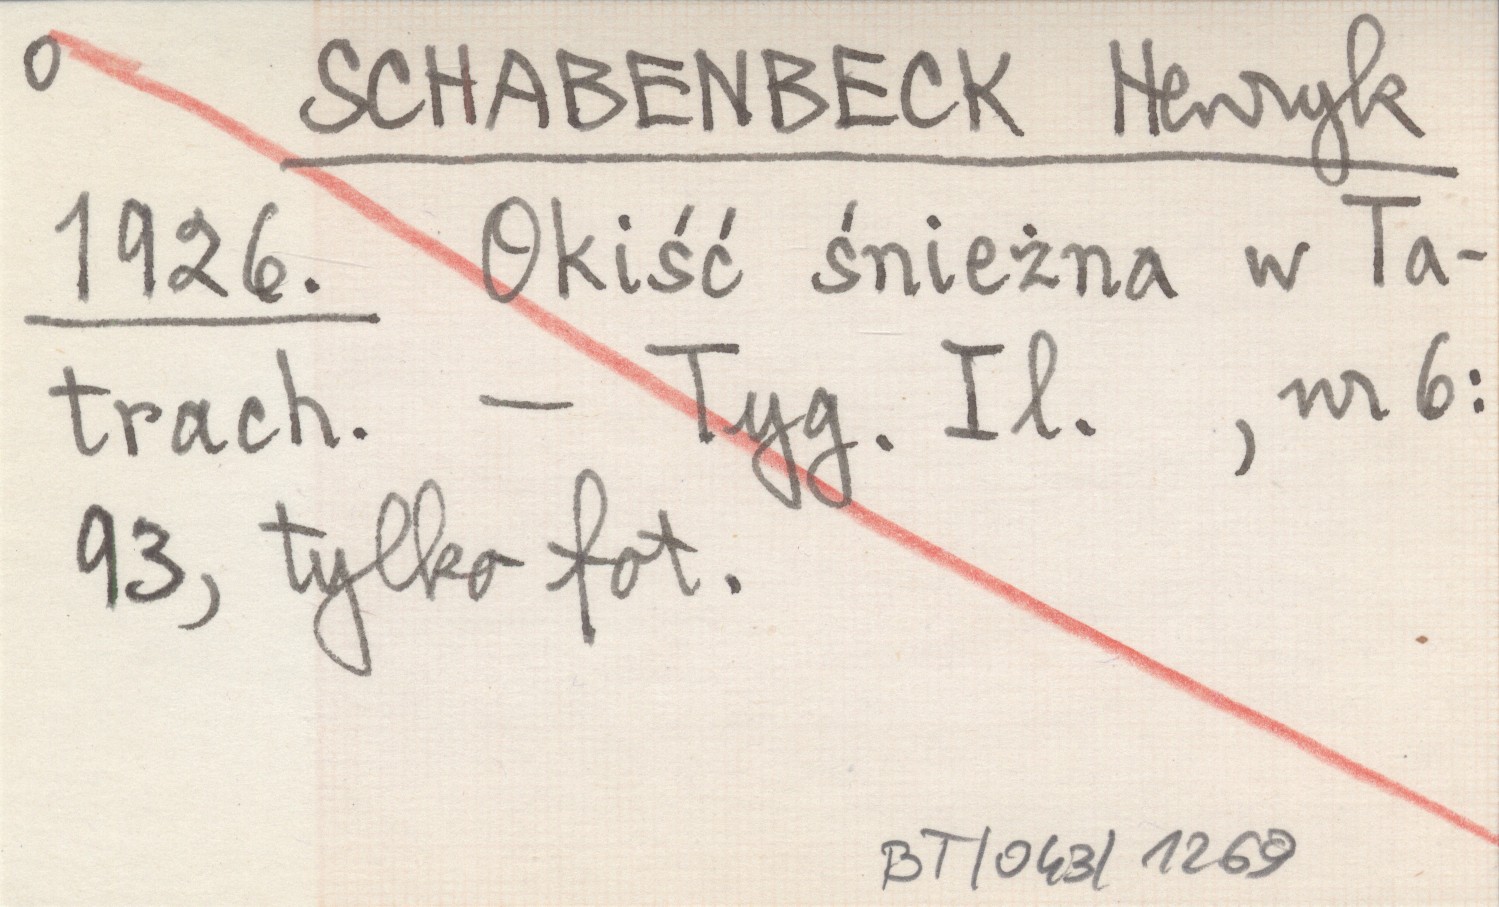 o SCHABENBECK Henryk
1926. Okiść śnieżna w Ta-
trach. — Tyg. Il. , nr 6:
93, tylko fot.
BT/043/ 1269